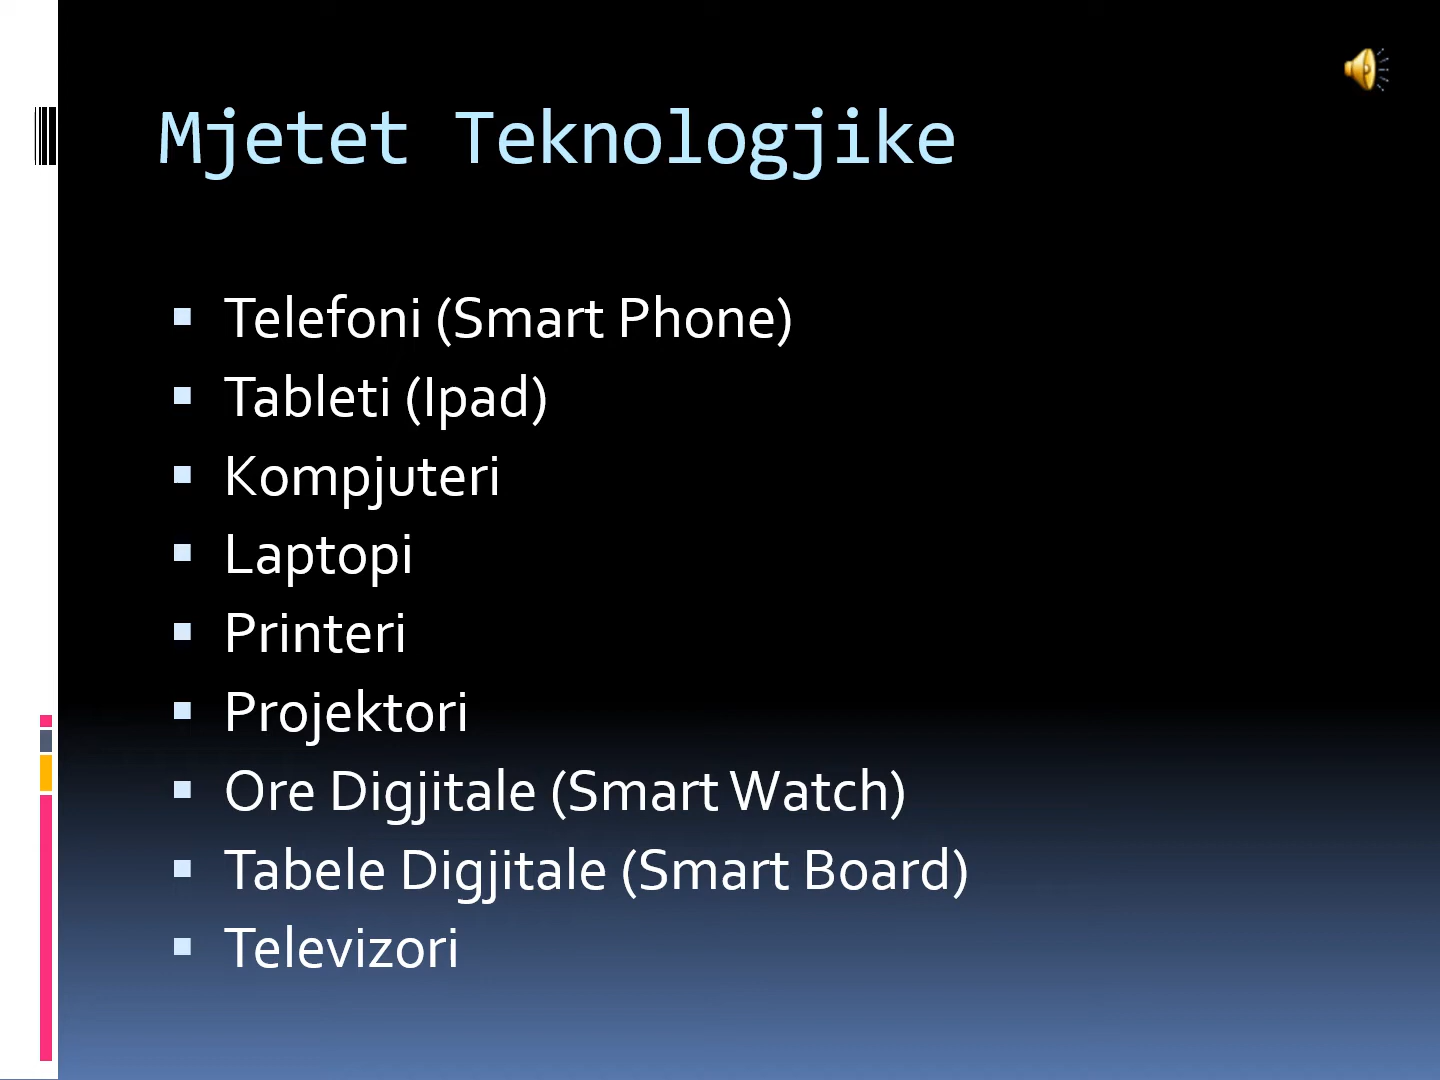 Mjetet Teknologjike
Telefoni (Smart Phone)
Tableti (Ipad)
Kompjuteri
Laptopi
Printeri
Projektori
Ore Digjitale (Smart Watch)
Tabele Digjitale (Smart Board)
Televizori